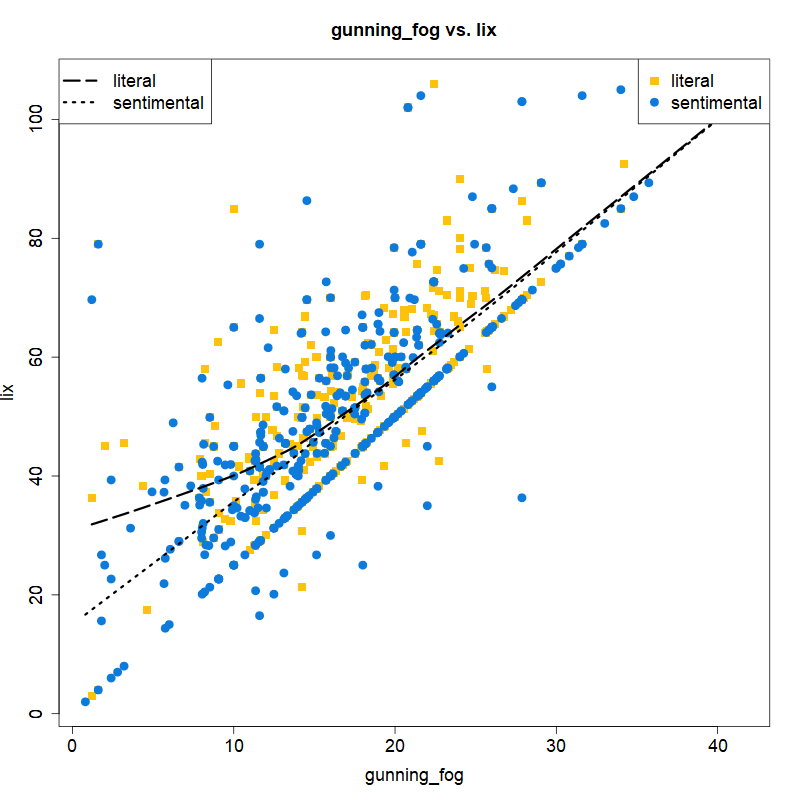 gunning_fog vs. lix
literal
sentimental
literal
sentimental
100
80
60
40
20
0
lix
0 10 20 30 40
gunning_fog